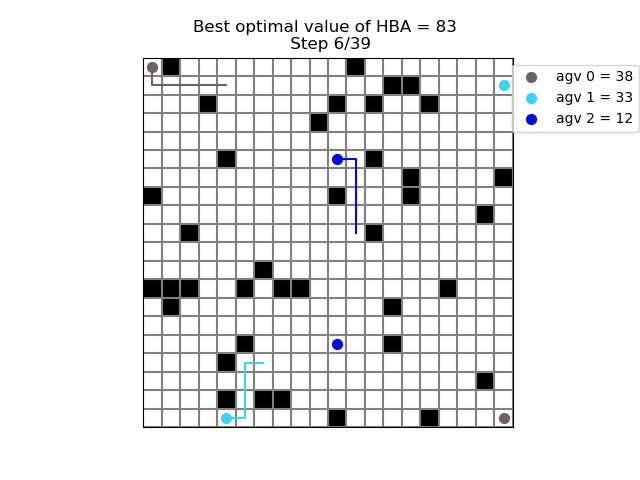 Best optimal value of HBA = 83
Step 6/39
agv 0 = 38
agv 1 = 33
agv 2 = 12